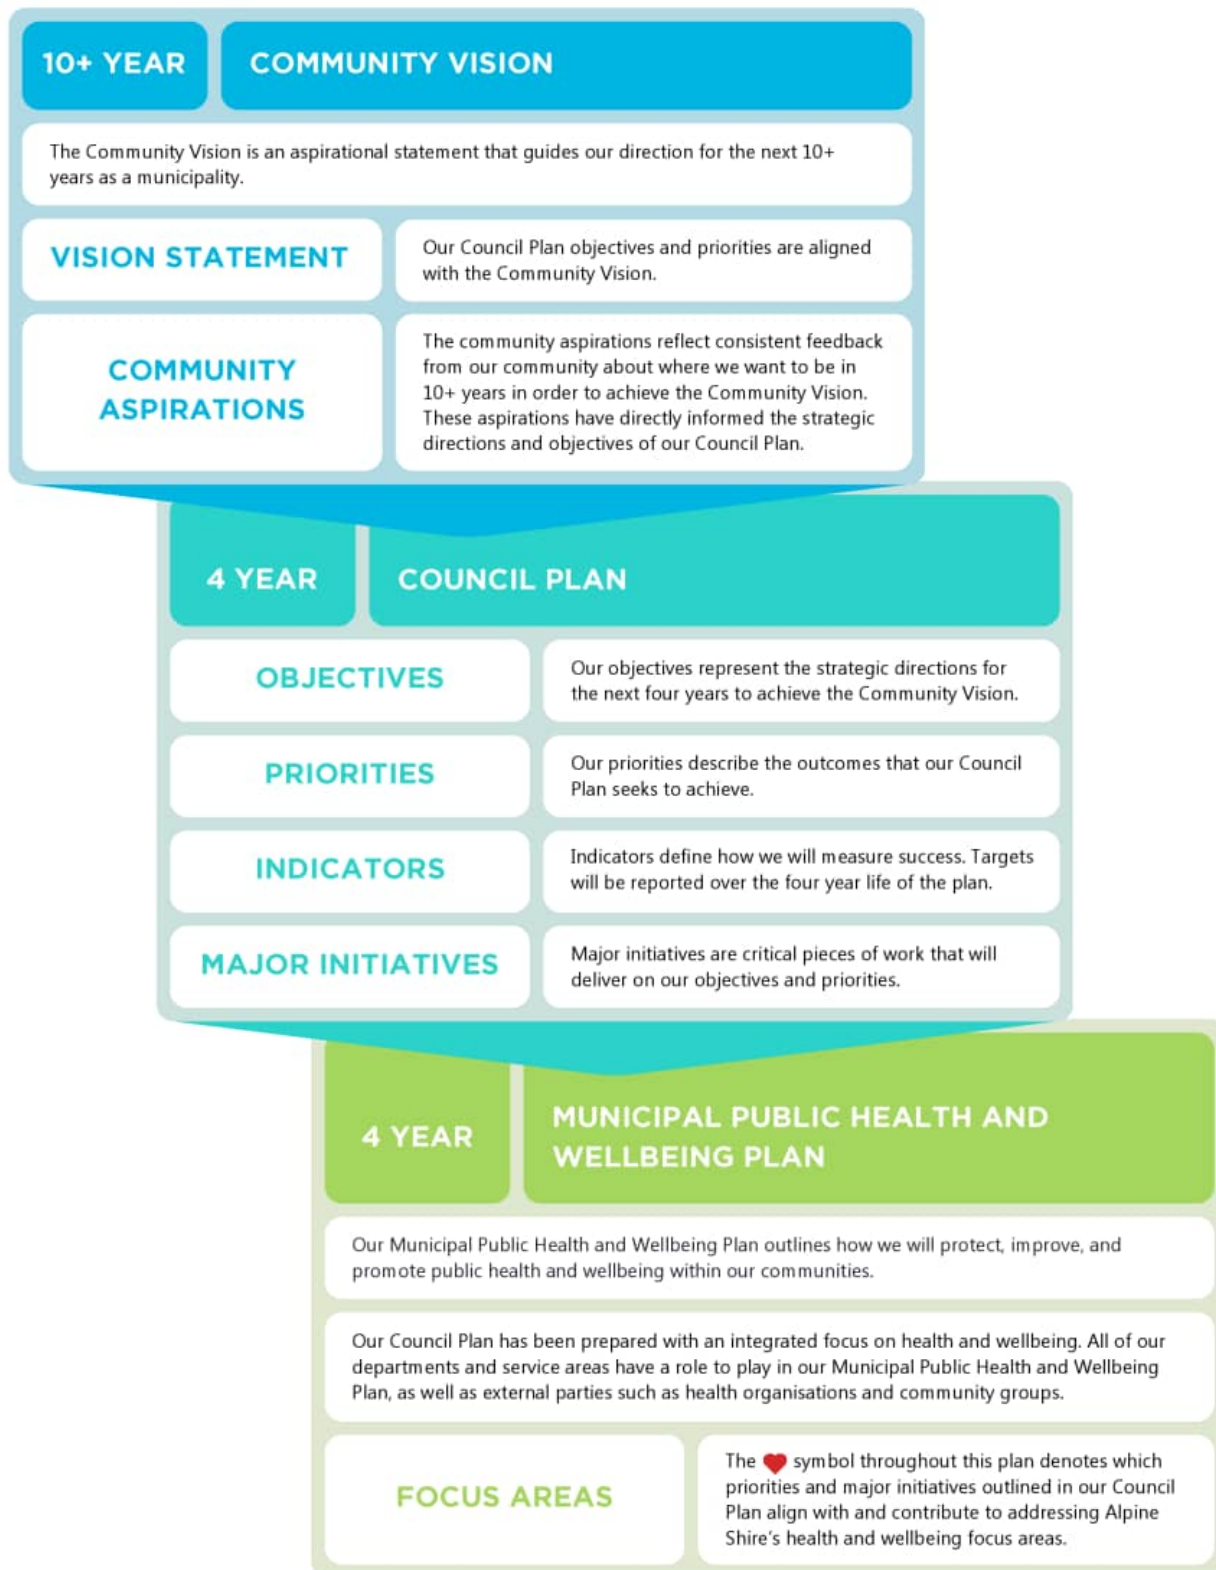 10+ YEAR
COMMUNITY VISION
The Community Vision is an aspirational statement that guides our direction for the next 10+
years as a municipality.
VISION STATEMENT
Our Council Plan objectives and priorities are aligned
with the Community Vision.
COMMUNITY
ASPIRATIONS
The community aspirations reflect consistent feedback
from our community about where we want to be in
10+ years in order to achieve the Community Vision.
These aspirations have directly informed the strategic
directions and objectives of our Council Plan.
4 YEAR
COUNCIL PLAN
OBJECTIVES
Our objectives represent the strategic directions for
the next four years to achieve the Community Vision.
PRIORITIES
Our priorities describe the outcomes that our Council
Plan seeks to achieve.
INDICATORS
Indicators define how we will measure success. Targets
will be reported over the four year life of the plan.
MAJOR INITIATIVES
Major initiatives are critical pieces of work that will
deliver on our objectives and priorities.
4 YEAR
MUNICIPAL PUBLIC HEALTH AND
WELLBEING PLAN
Our Municipal Public Health and Wellbeing Plan outlines how we will protect, improve, and
promote public health and wellbeing within our communities.
Our Council Plan has been prepared with an integrated focus on health and wellbeing. All of our
departments and service areas have a role to play in our Municipal Public Health and Wellbeing
Plan, as well as external parties such as health organisations and community groups.
FOCUS AREAS
The symbol throughout this plan denotes which
priorities and major initiatives outlined in our Council
Plan align with and contribute to addressing Alpine
Shire's health and wellbeing focus areas.